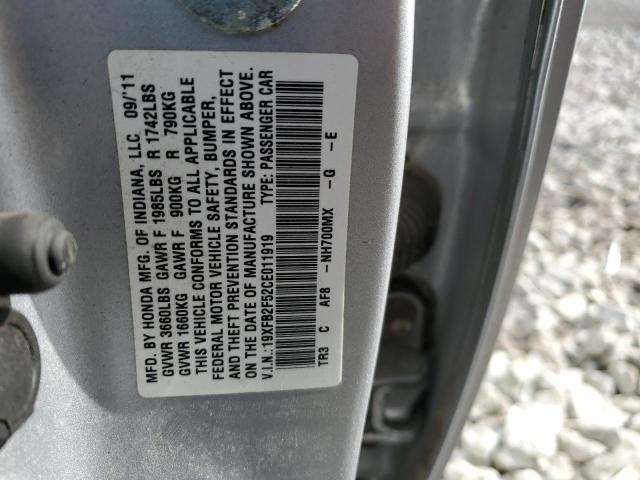 MFD. BY HONDA MFG. OF INDIANA, LLC 09/'11
GVWR 3660LBS GAWR F 1985LBS R 1742LBS
GVWR 1660KG GAWR F 900KG R 790KG
THIS VEHICLE CONFORMS TO ALL APPLICABLE
FEDERAL MOTOR VEHICLE SAFETY, BUMPER,
AND THEFT PREVENTION STANDARDS IN EFFECT
ON THE DATE OF MANUFACTURE SHOWN ABOVE.
V.I.N.: 19XFB2F52CE011919 TYPE: PASSENGER CAR
TR3 C AF8 -NH700MX -G -E